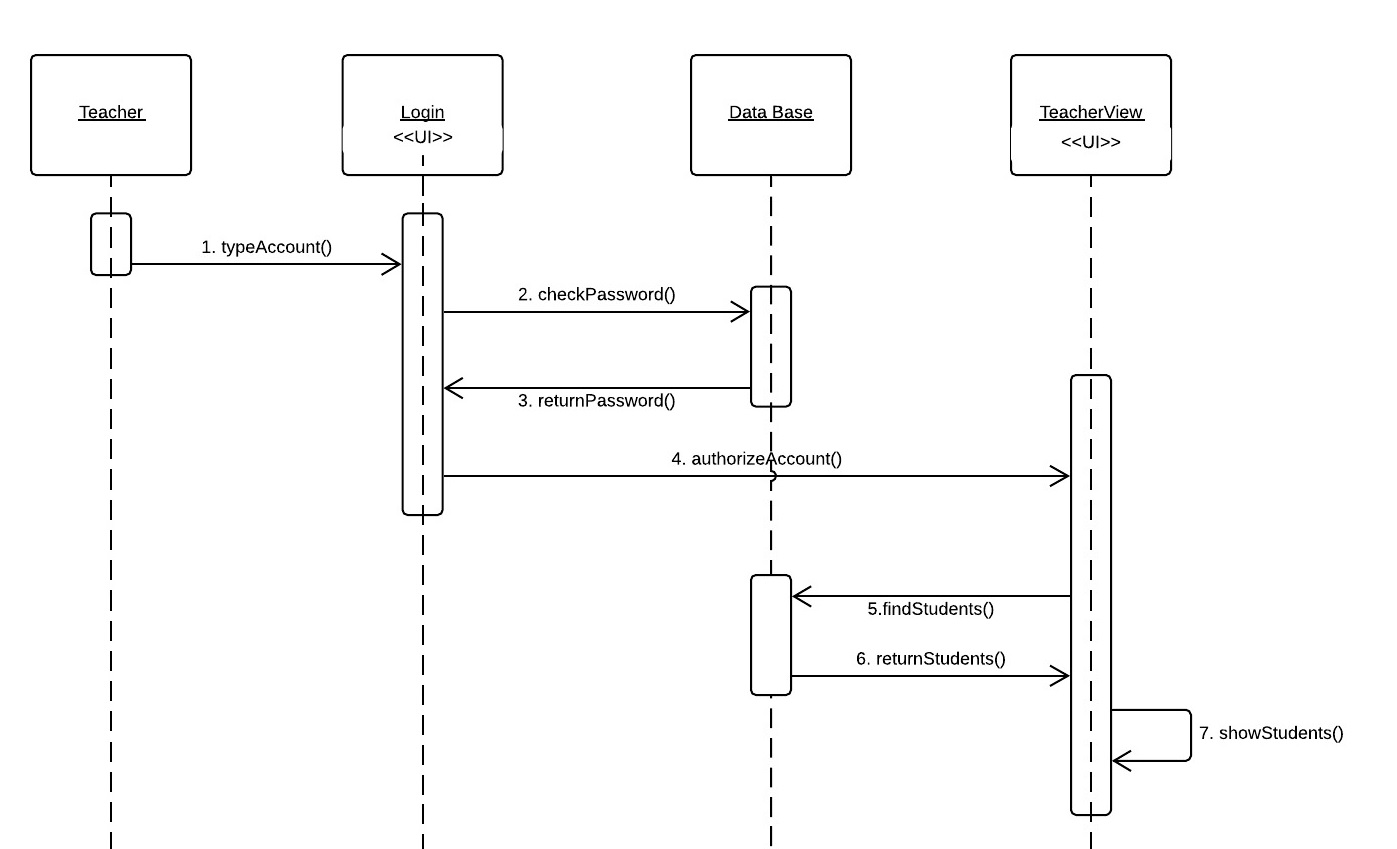 Teacher
Login
<<UI>>
Data Base
TeacherView
<<UI>>
1. typeAccount()
2. checkPassword()
3. returnPassword()
4. authorizeAccount()
5.findStudents()
6. returnStudents()
7. showStudents()